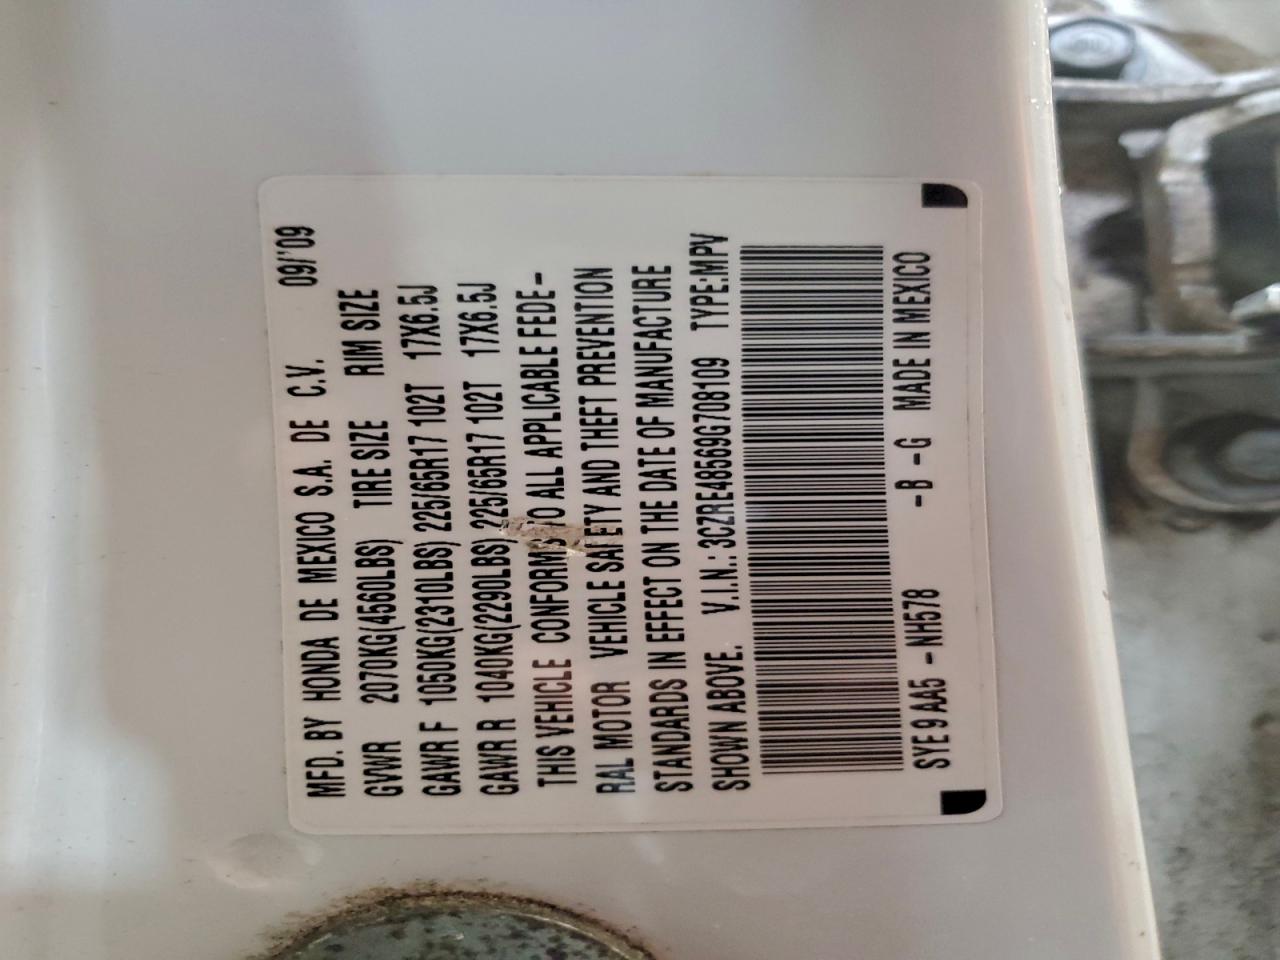 MFD. BY HONDA DE MEXICO S.A. DE C.V. 09/'09
GVWR 2070KG(4560LBS) TIRE SIZE RIM SIZE
GAWR F 1050KG(2310LBS) 225/65R17 102T 17X6.5J
GAWR R 1040KG(2290LBS) 225/65R17 102T 17X6.5J
THIS VEHICLE CONFORMS TO ALL APPLICABLE FEDE-
RAL MOTOR VEHICLE SAFETY AND THEFT PREVENTION
STANDARDS IN EFFECT ON THE DATE OF MANUFACTURE
SHOWN ABOVE. V.I.N.: 3CZRE48569G708109 TYPE:MPV
SYE9AA5 -NH578 -B -G MADE IN MEXICO